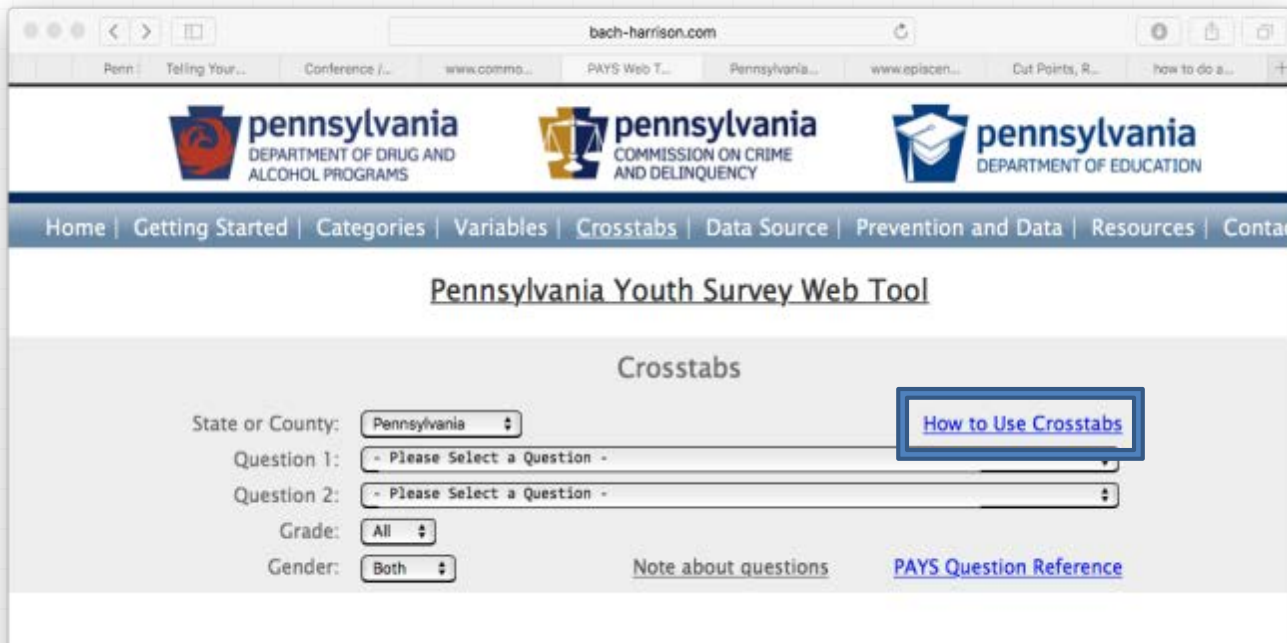 bach-harrison.com
Penn Telling Your... Conference /... www.commo... PAYS Web T... Pennsylvania... www.episcen... Cut Points, R... how to do a... +
pennsylvania
DEPARTMENT OF DRUG AND
ALCOHOL PROGRAMS
pennsylvania
COMMISSION ON CRIME
AND DELINQUENCY
pennsylvania
DEPARTMENT OF EDUCATION
Home | Getting Started | Categories | Variables | Crosstabs | Data Source | Prevention and Data | Resources | Contac
Pennsylvania Youth Survey Web Tool
Crosstabs
State or County: Pennsylvania How to Use Crosstabs
Question 1: - Please Select a Question -
Question 2: - Please Select a Question -
Grade: All
Gender: Both Note about questions PAYS Question Reference